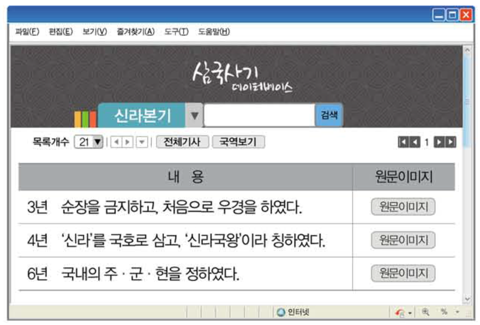 파일(F) 편집(E) 보기(V) 즐겨찾기(A) 도구(T) 도움말(H)
삼국사기
데이터베이스
신라본기 ▼ 검색
목록개수 21 ▼ 전체기사 국역보기 1
내 용 원문이미지
3년 순장을 금지하고, 처음으로 우경을 하였다. 원문이미지
4년 ‘신라’를 국호로 삼고, ‘신라국왕’이라 칭하였다. 원문이미지
6년 국내의 주·군·현을 정하였다. 원문이미지
인터넷 %